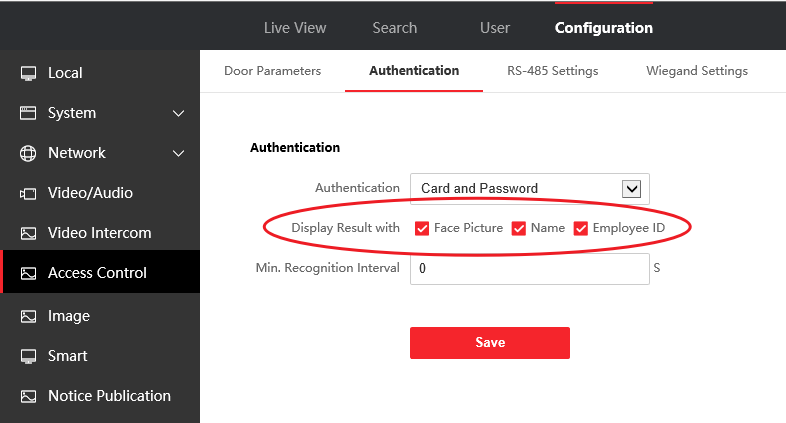 Live View Search User Configuration
Local
System
Network
Video/Audio
Video Intercom
Access Control
Image
Smart
Notice Publication
Door Parameters Authentication RS-485 Settings Wiegand Settings
Authentication
Authentication Card and Password
Display Result with Face Picture Name Employee ID
Min. Recognition Interval 0 S
Save